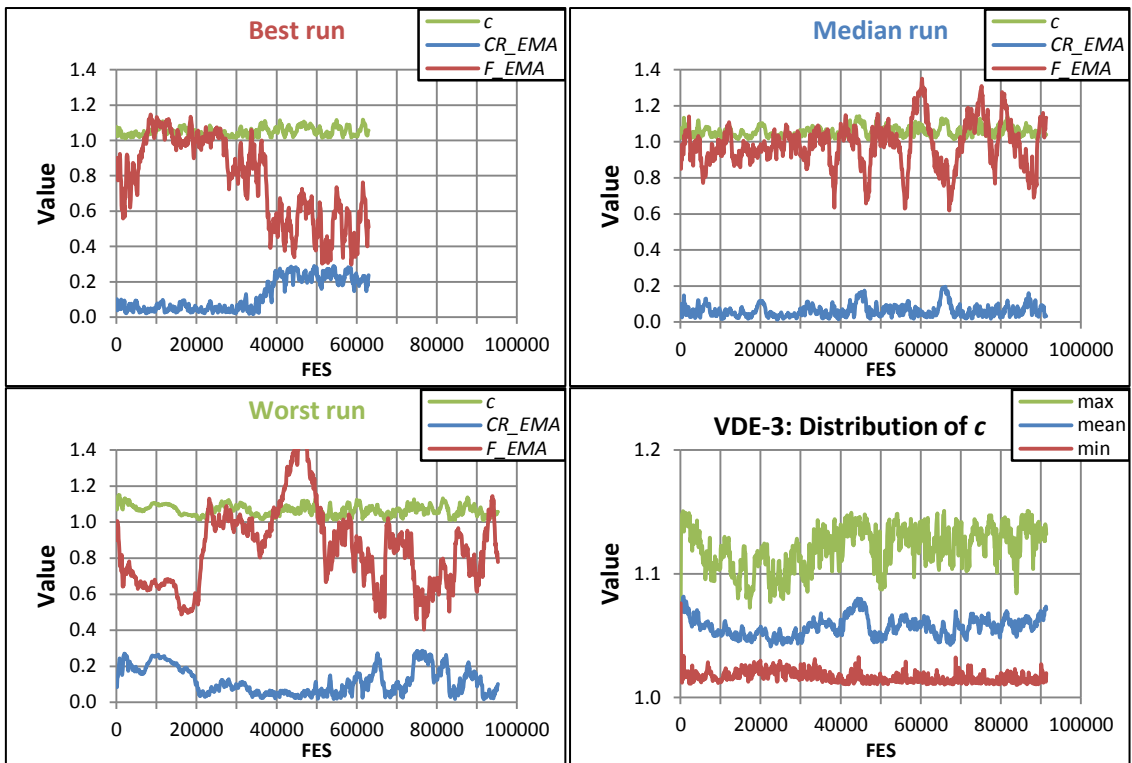 Best run
c
CR_EMA
F_EMA
1.4
1.2
1.0
0.8
0.6
0.4
0.2
0.0
Value
0 20000 40000 60000 80000 100000
FES
Median run
c
CR_EMA
F_EMA
1.4
1.2
1.0
0.8
0.6
0.4
0.2
0.0
Value
0 20000 40000 60000 80000 100000
FES
Worst run
c
CR_EMA
F_EMA
1.4
1.2
1.0
0.8
0.6
0.4
0.2
0.0
Value
0 20000 40000 60000 80000 100000
FES
VDE-3: Distribution of c
max
mean
min
1.2
1.1
1.0
Value
0 20000 40000 60000 80000 100000
FES